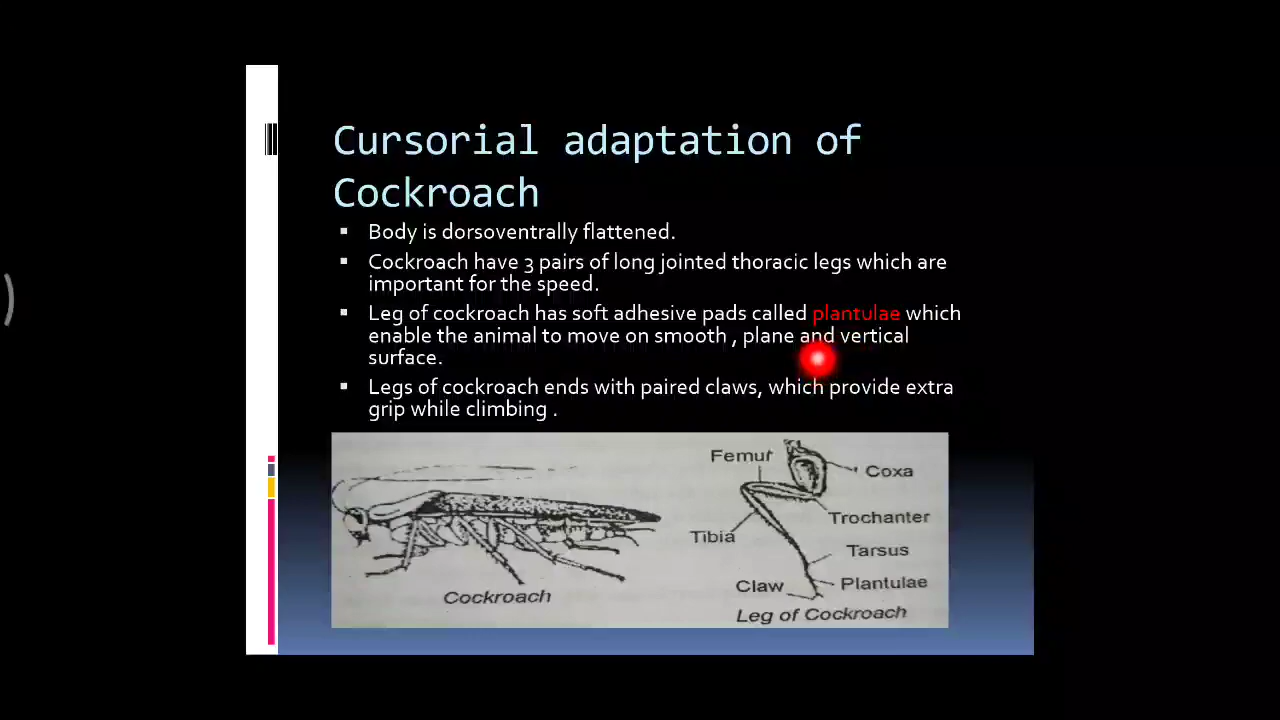 Cursorial adaptation of
Cockroach
Body is dorsoventrally flattened.
Cockroach have 3 pairs of long jointed thoracic legs which are
important for the speed.
Leg of cockroach has soft adhesive pads called plantulae which
enable the animal to move on smooth , plane and vertical
surface.
Legs of cockroach ends with paired claws, which provide extra
grip while climbing .
Femur
Coxa
Trochanter
Tibia
Tarsus
Claw
Plantulae
Cockroach
Leg of Cockroach